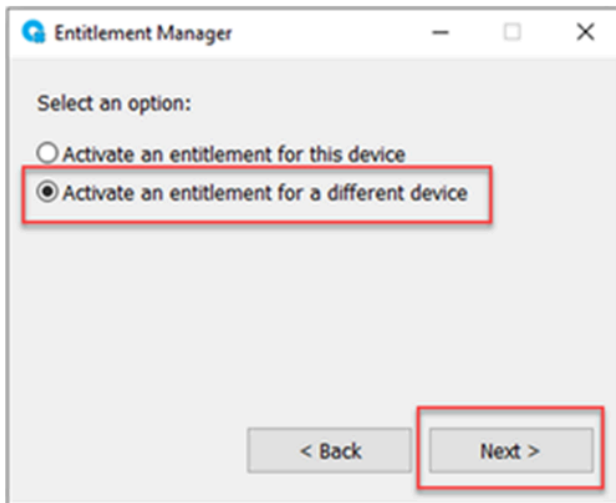 Entitlement Manager
Select an option:
Activate an entitlement for this device
Activate an entitlement for a different device
< Back
Next >